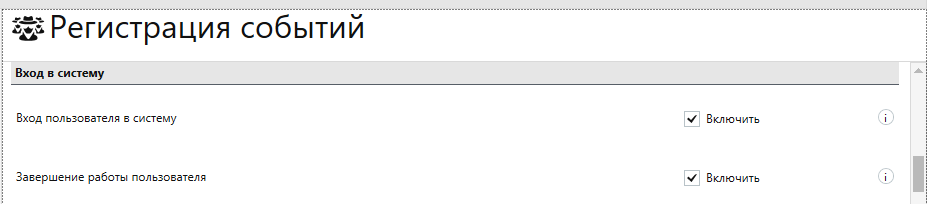 Регистрация событий
Вход в систему
Вход пользователя в систему Включить i
Завершение работы пользователя Включить i